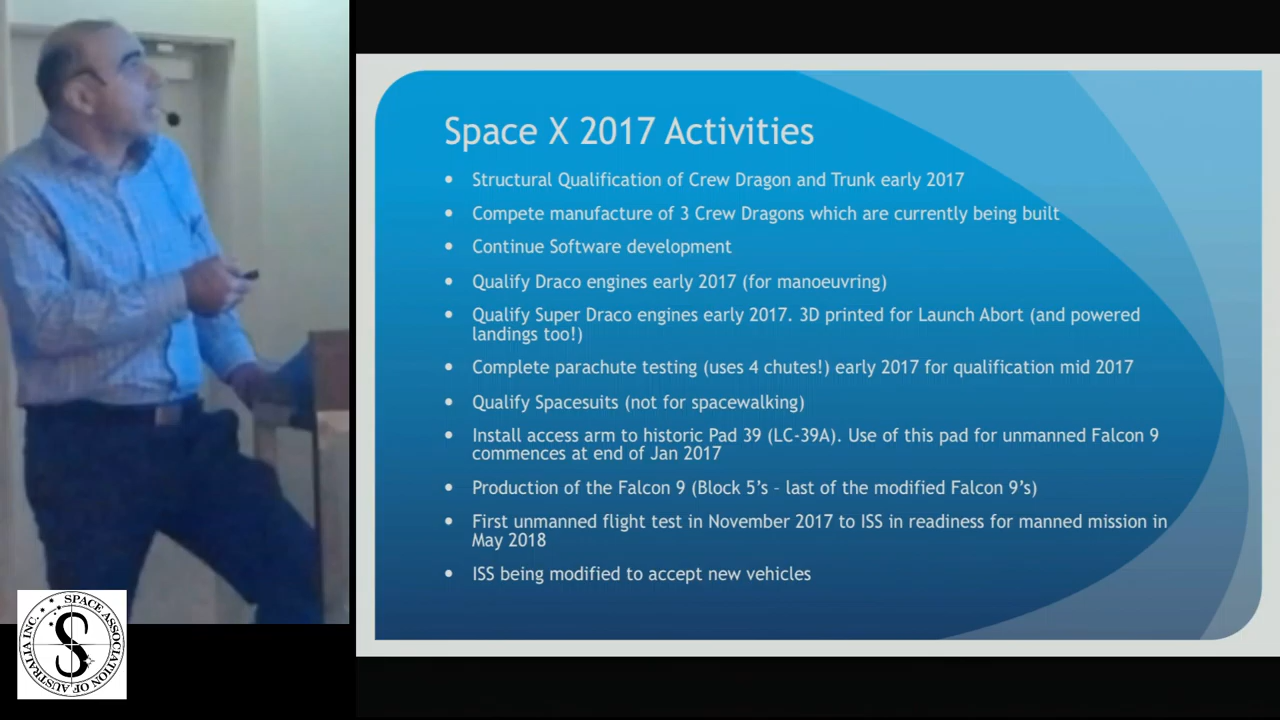 Space X 2017 Activities
• Structural Qualification of Crew Dragon and Trunk early 2017
• Compete manufacture of 3 Crew Dragons which are currently being built
• Continue Software development
• Qualify Draco engines early 2017 (for manoeuvring)
• Qualify Super Draco engines early 2017. 3D printed for Launch Abort (and powered
landings too!)
• Complete parachute testing (uses 4 chutes!) early 2017 for qualification mid 2017
• Qualify Spacesuits (not for spacewalking)
• Install access arm to historic Pad 39 (LC-39A). Use of this pad for unmanned Falcon 9
commences at end of Jan 2017
• Production of the Falcon 9 (Block 5’s – last of the modified Falcon 9’s)
• First unmanned flight test in November 2017 to ISS in readiness for manned mission in
May 2018
• ISS being modified to accept new vehicles
SPACE ASSOCIATION OF AUSTRALIA INC.
S